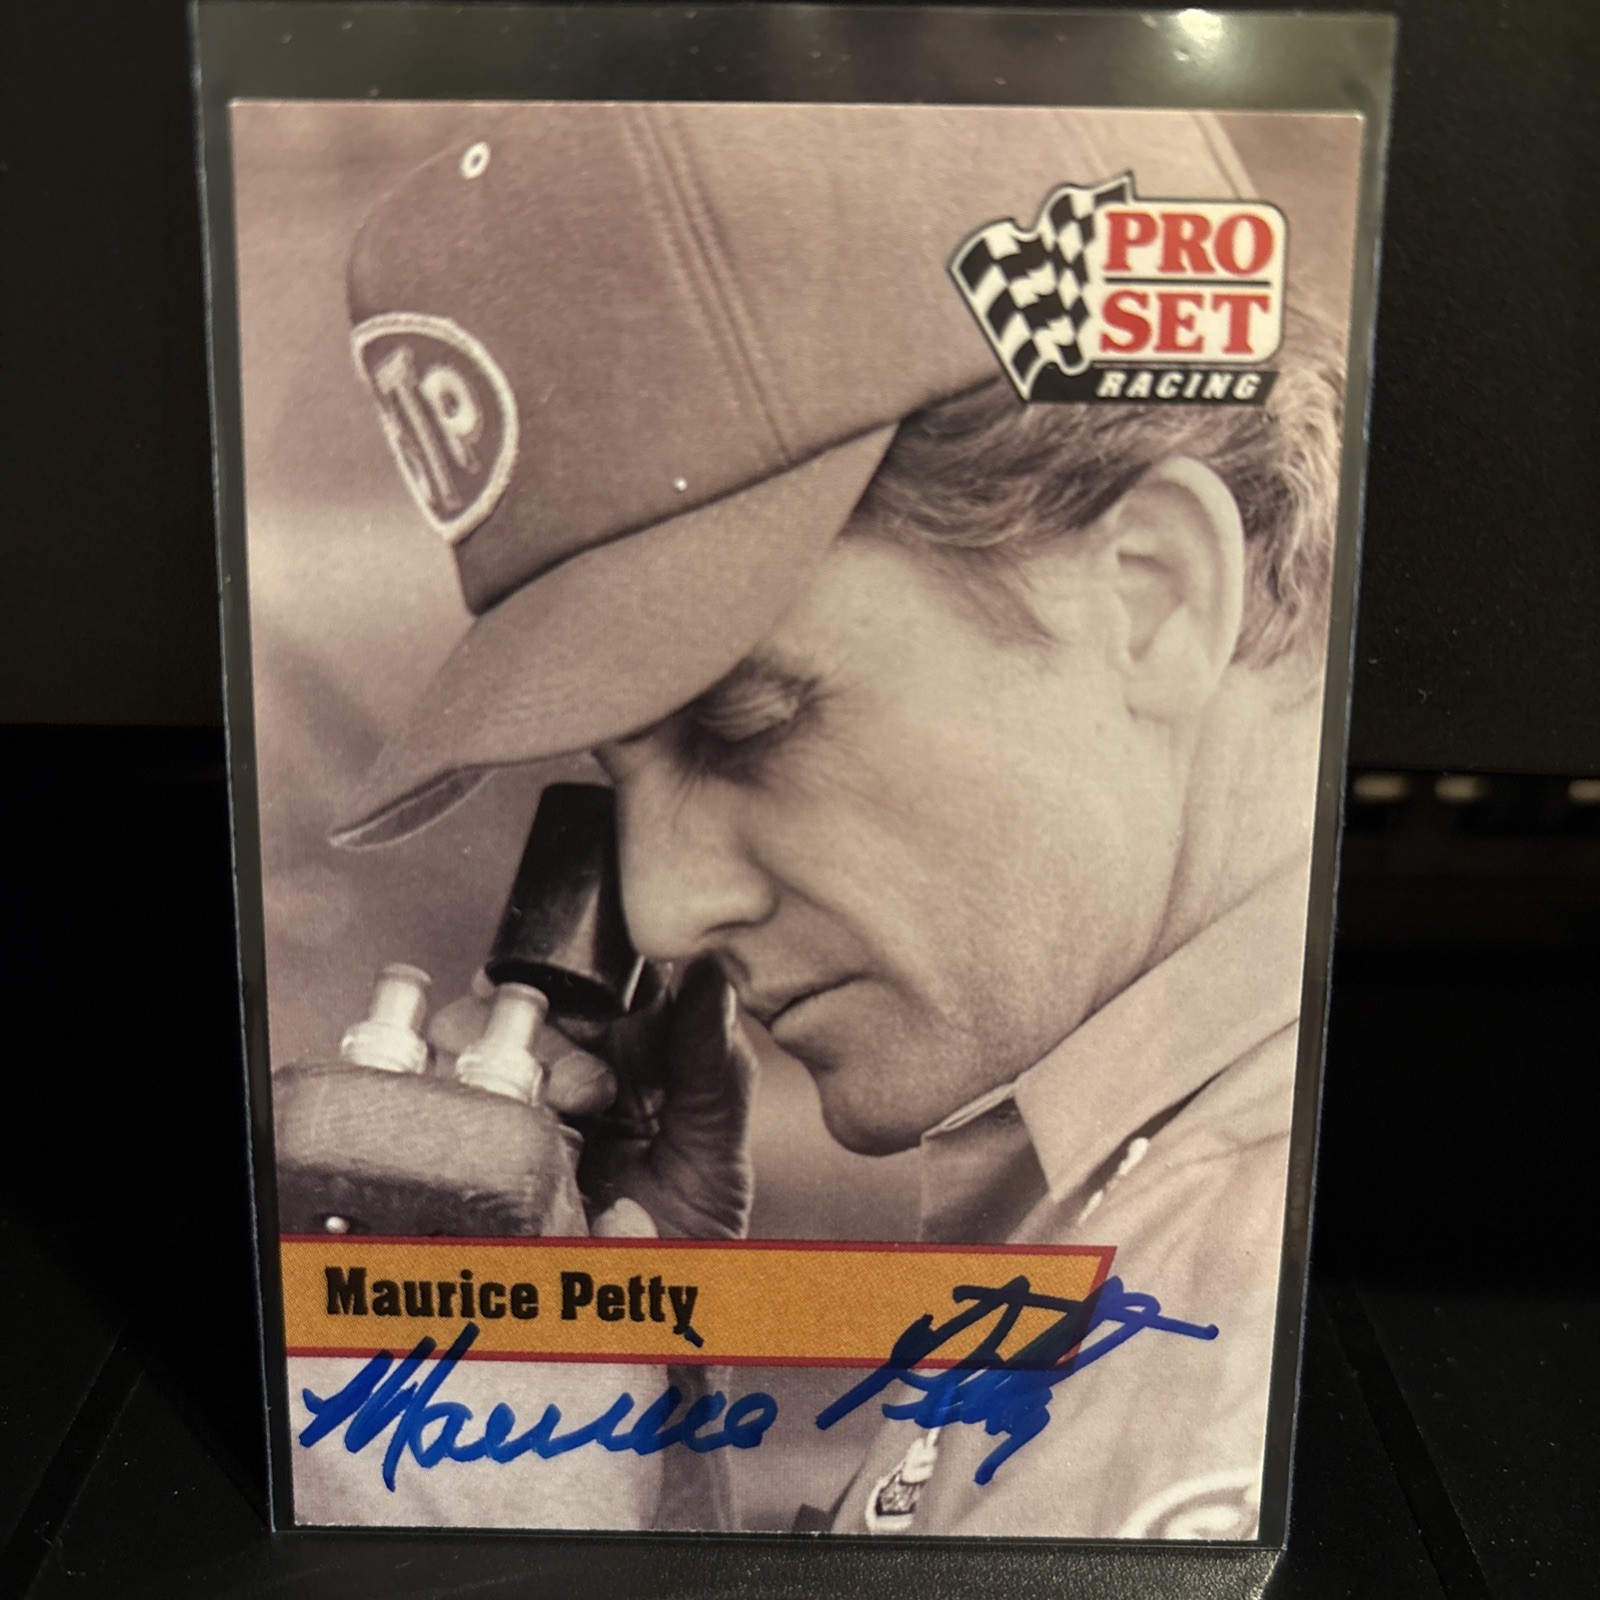 STP
PRO
SET
RACING
Maurice Petty
Maurice Petty